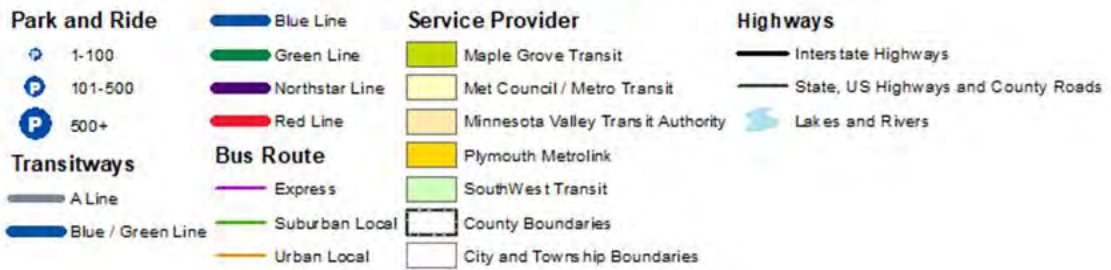 Park and Ride
P 1-100
P 101-500
P 500+
Transitways
A Line
Blue / Green Line
Blue Line
Green Line
Northstar Line
Red Line
Bus Route
Express
Suburban Local
Urban Local
Service Provider
Maple Grove Transit
Met Council / Metro Transit
Minnesota Valley Transit Authority
Plymouth Metrolink
SouthWest Transit
County Boundaries
City and Township Boundaries
Highways
Interstate Highways
State, US Highways and County Roads
Lakes and Rivers